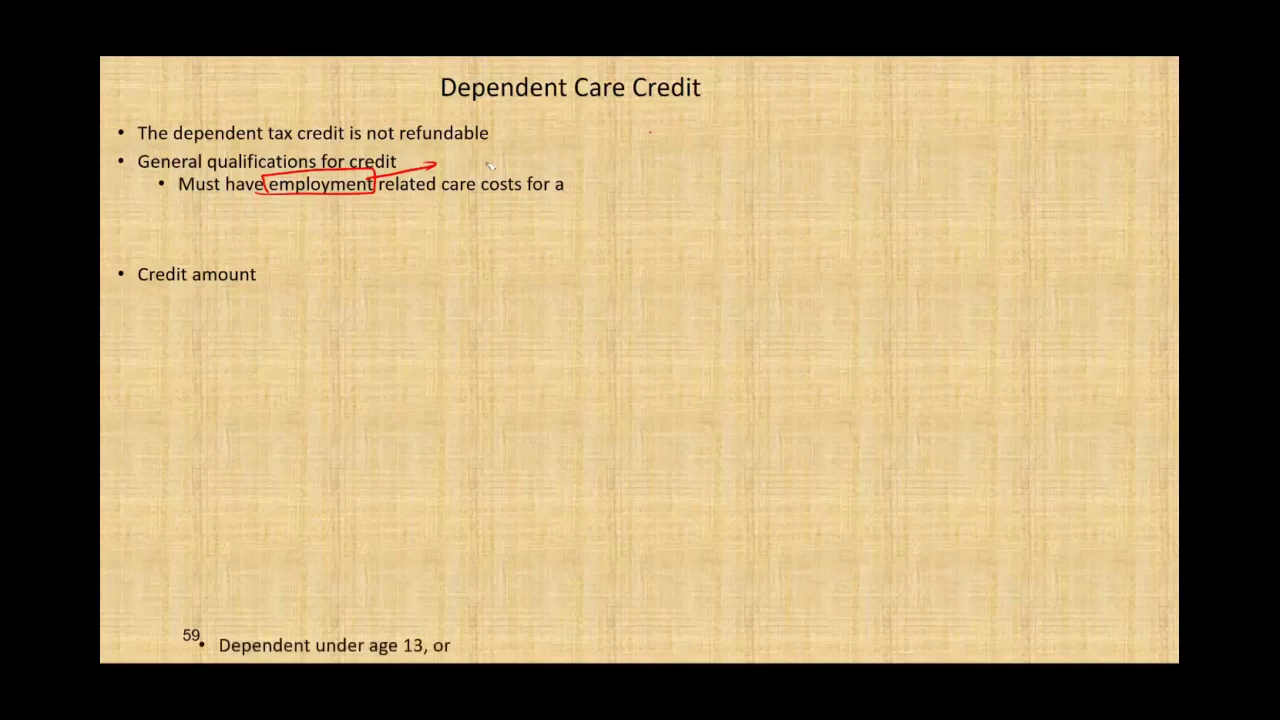 Dependent Care Credit
• The dependent tax credit is not refundable
• General qualifications for credit
• Must have employment related care costs for a
• Credit amount
59
• Dependent under age 13, or